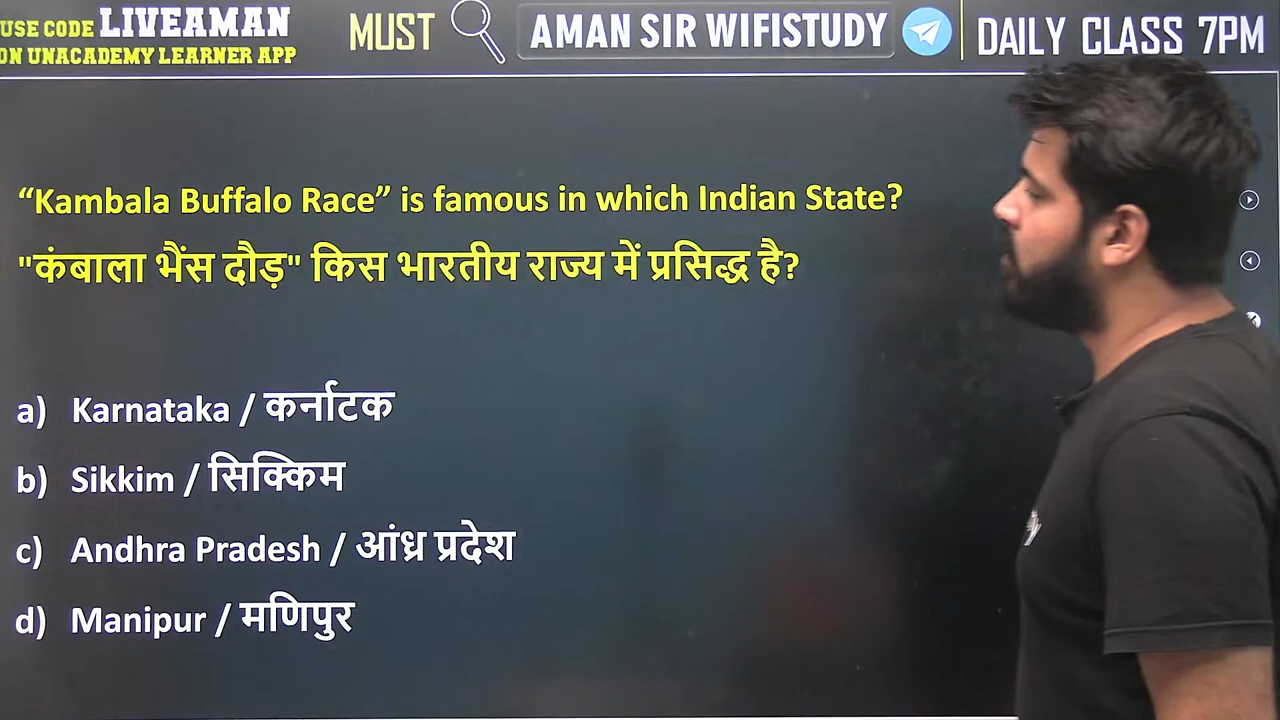 USE CODE LIVEAMAN
ON UNACADEMY LEARNER APP
MUST
AMAN SIR WIFISTUDY
DAILY CLASS 7PM
“Kambala Buffalo Race” is famous in which Indian State?
"कंबाला भैंस दौड़" किस भारतीय राज्य में प्रसिद्ध है?
a) Karnataka / कर्नाटक
b) Sikkim / सिक्किम
c) Andhra Pradesh / आंध्र प्रदेश
d) Manipur / मणिपुर